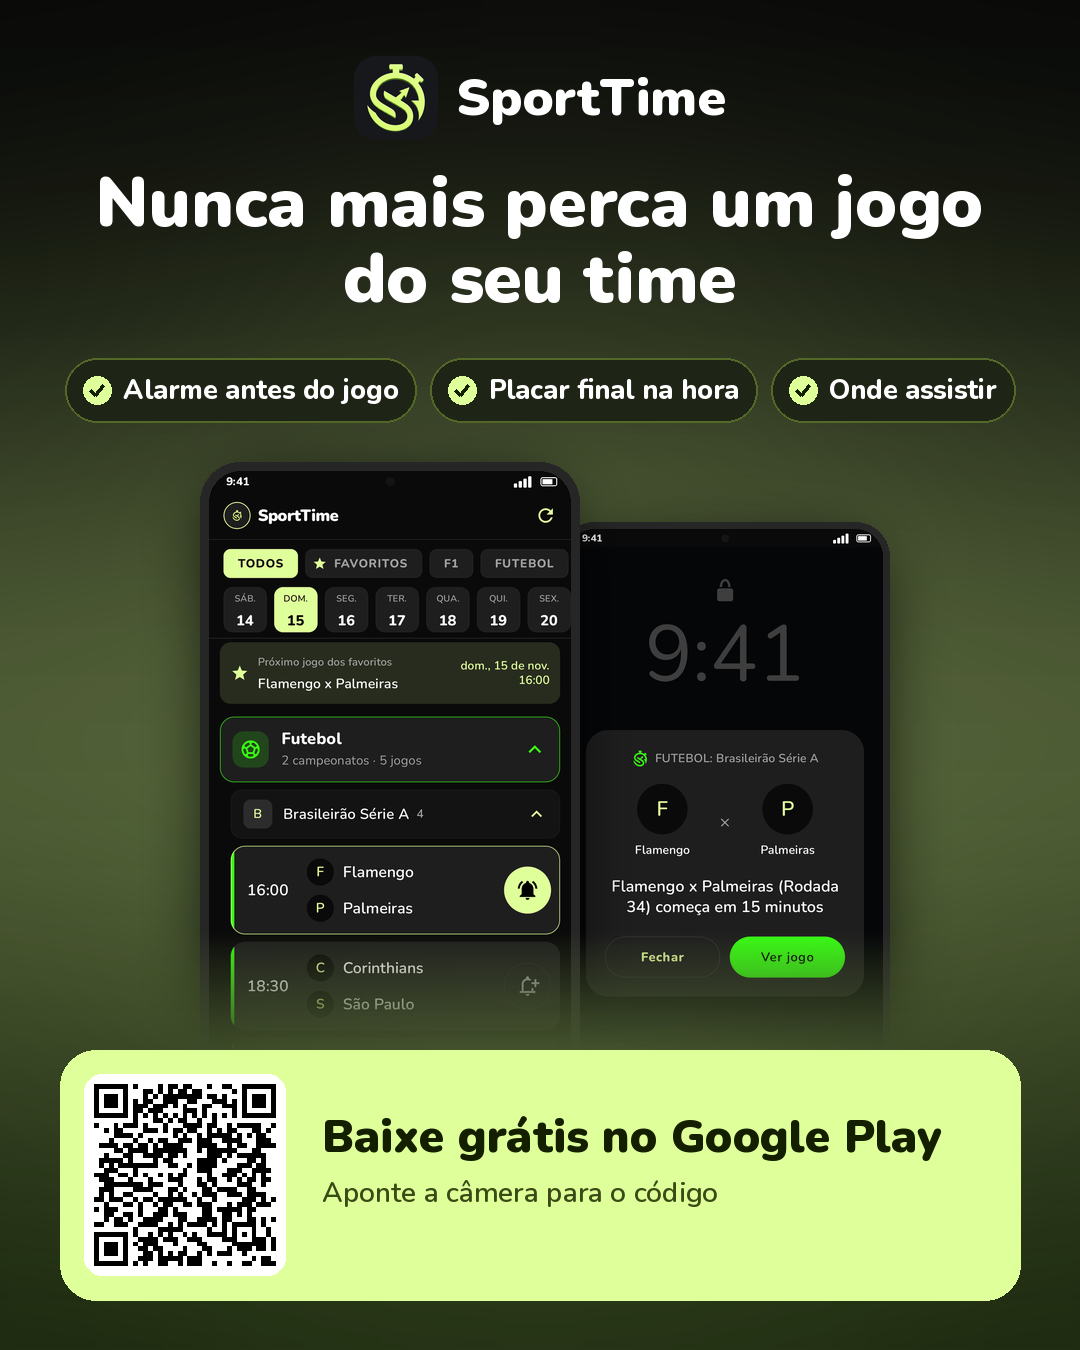 SportTime
Nunca mais perca um jogo
do seu time
Alarme antes do jogo
Placar final na hora
Onde assistir
9:41
SportTime
TODOS
FAVORITOS
F1
FUTEBOL
SÁB.
14
DOM.
15
SEG.
16
TER.
17
QUA.
18
QUI.
19
SEX.
20
Próximo jogo dos favoritos
Flamengo x Palmeiras
dom., 15 de nov.
16:00
Futebol
2 campeonatos · 5 jogos
B
Brasileirão Série A 4
16:00
F
Flamengo
P
Palmeiras
18:30
C
Corinthians
S
São Paulo
9:41
9:41
FUTEBOL: Brasileirão Série A
F
P
×
Flamengo
Palmeiras
Flamengo x Palmeiras (Rodada
34) começa em 15 minutos
Fechar
Ver jogo
Baixe grátis no Google Play
Aponte a câmera para o código